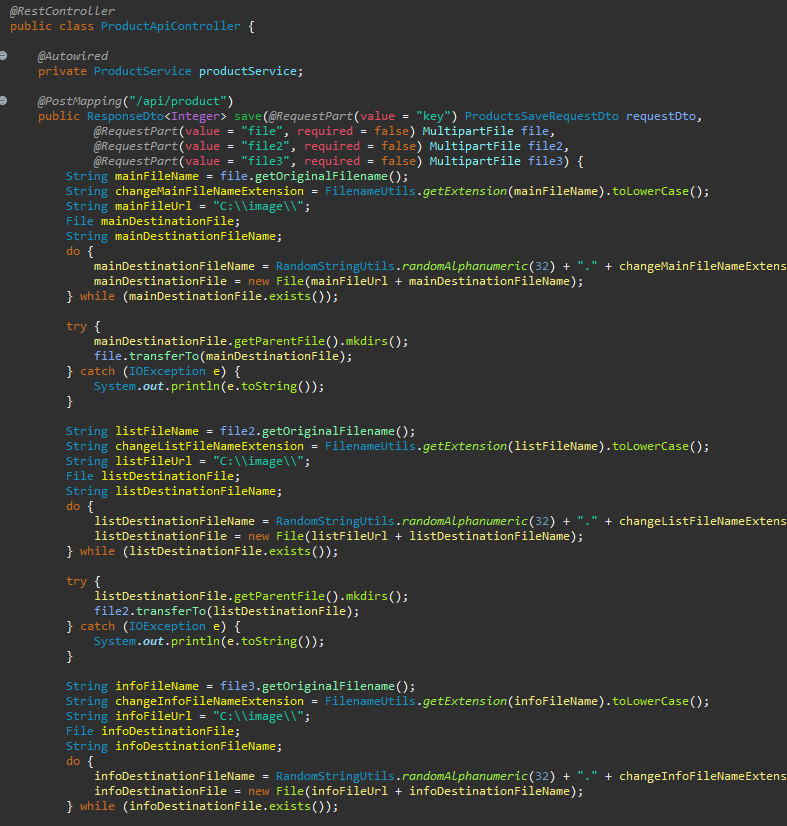 @RestController
public class ProductApiController {
@Autowired
private ProductService productService;
@PostMapping("/api/product")
public ResponseDto<Integer> save(@RequestPart(value = "key") ProductsSaveRequestDto requestDto,
@RequestPart(value = "file", required = false) MultipartFile file,
@RequestPart(value = "file2", required = false) MultipartFile file2,
@RequestPart(value = "file3", required = false) MultipartFile file3) {
String mainFileName = file.getOriginalFilename();
String changeMainFileNameExtension = FilenameUtils.getExtension(mainFileName).toLowerCase();
String mainFileUrl = "C:\\image\\";
File mainDestinationFile;
String mainDestinationFileName;
do {
mainDestinationFileName = RandomStringUtils.randomAlphanumeric(32) + "." + changeMainFileNameExtens
mainDestinationFile = new File(mainFileUrl + mainDestinationFileName);
} while (mainDestinationFile.exists());
try {
mainDestinationFile.getParentFile().mkdirs();
file.transferTo(mainDestinationFile);
} catch (IOException e) {
System.out.println(e.toString());
}
String listFileName = file2.getOriginalFilename();
String changeListFileNameExtension = FilenameUtils.getExtension(listFileName).toLowerCase();
String listFileUrl = "C:\\image\\";
File listDestinationFile;
String listDestinationFileName;
do {
listDestinationFileName = RandomStringUtils.randomAlphanumeric(32) + "." + changeListFileNameExtens
listDestinationFile = new File(listFileUrl + listDestinationFileName);
} while (listDestinationFile.exists());
try {
listDestinationFile.getParentFile().mkdirs();
file2.transferTo(listDestinationFile);
} catch (IOException e) {
System.out.println(e.toString());
}
String infoFileName = file3.getOriginalFilename();
String changeInfoFileNameExtension = FilenameUtils.getExtension(infoFileName).toLowerCase();
String infoFileUrl = "C:\\image\\";
File infoDestinationFile;
String infoDestinationFileName;
do {
infoDestinationFileName = RandomStringUtils.randomAlphanumeric(32) + "." + changeInfoFileNameExtens
infoDestinationFile = new File(infoFileUrl + infoDestinationFileName);
} while (infoDestinationFile.exists());